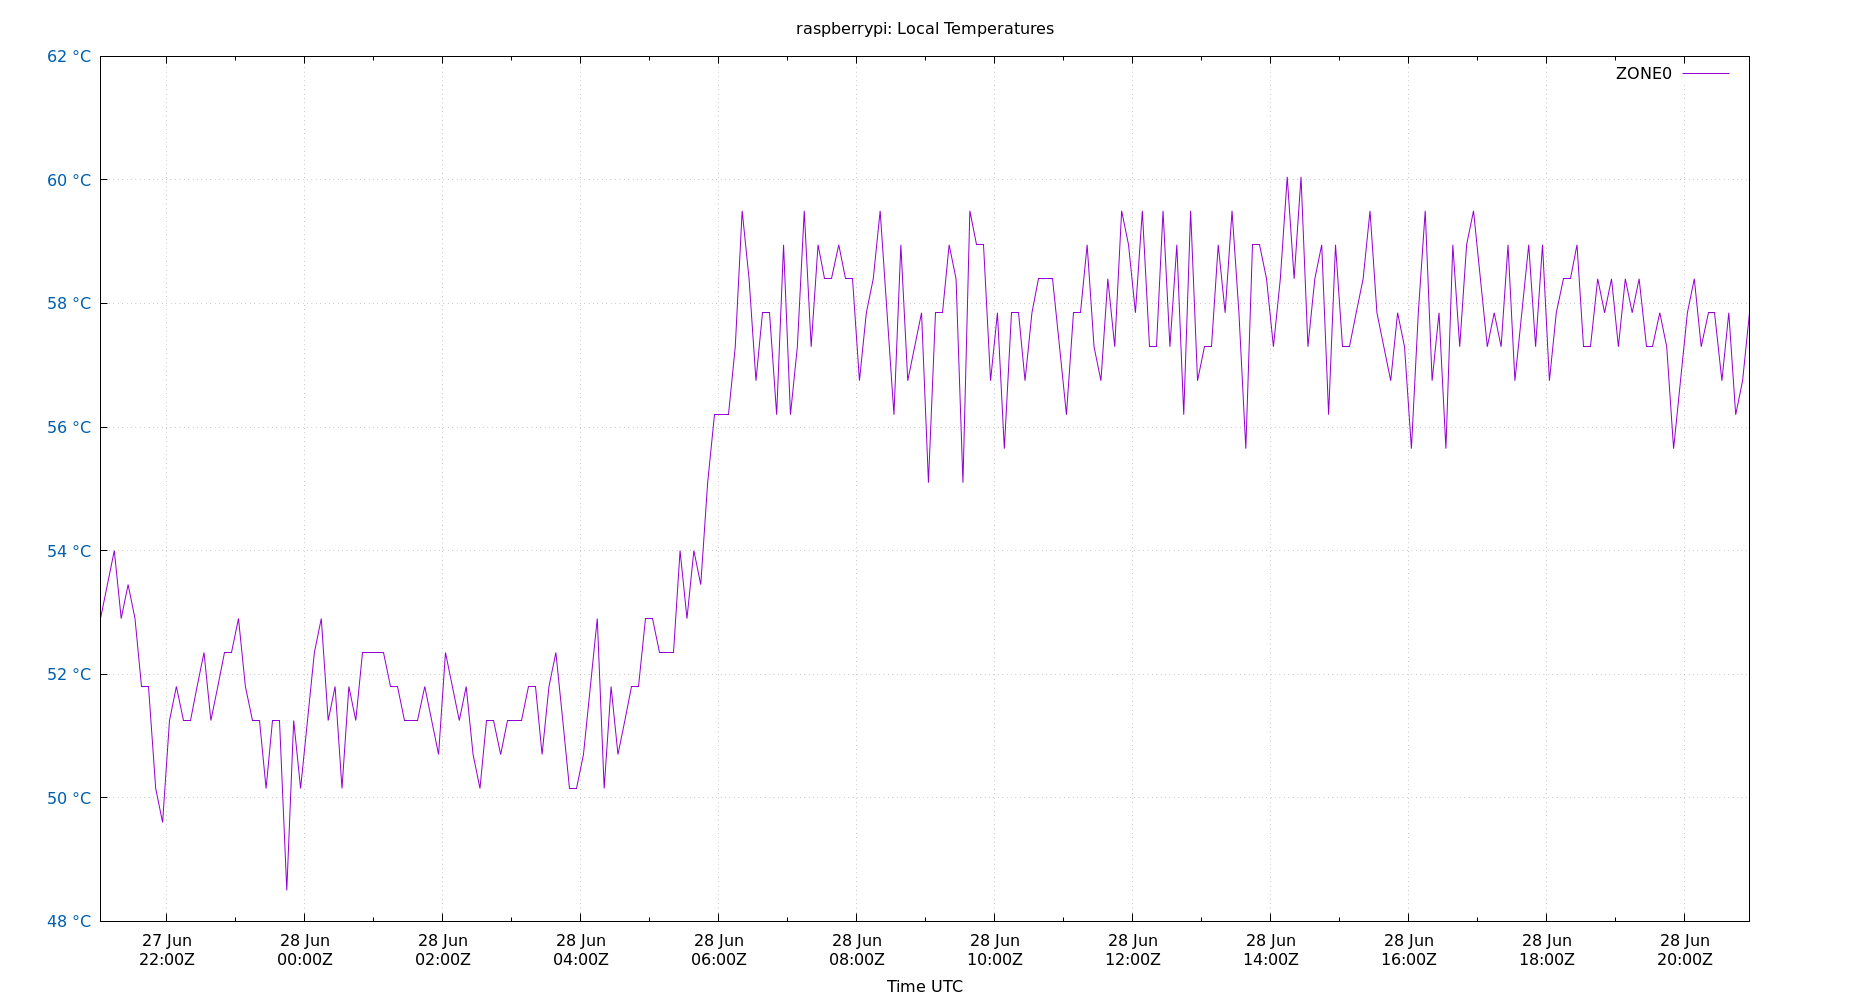 raspberrypi: Local Temperatures
62 °C
ZONE0
60 °C
58 °C
56 °C
54 °C
52 °C
50 °C
48 °C
27 Jun 28 Jun 28 Jun 28 Jun 28 Jun 28 Jun 28 Jun 28 Jun 28 Jun 28 Jun 28 Jun 28 Jun
22:00Z 00:00Z 02:00Z 04:00Z 06:00Z 08:00Z 10:00Z 12:00Z 14:00Z 16:00Z 18:00Z 20:00Z
Time UTC